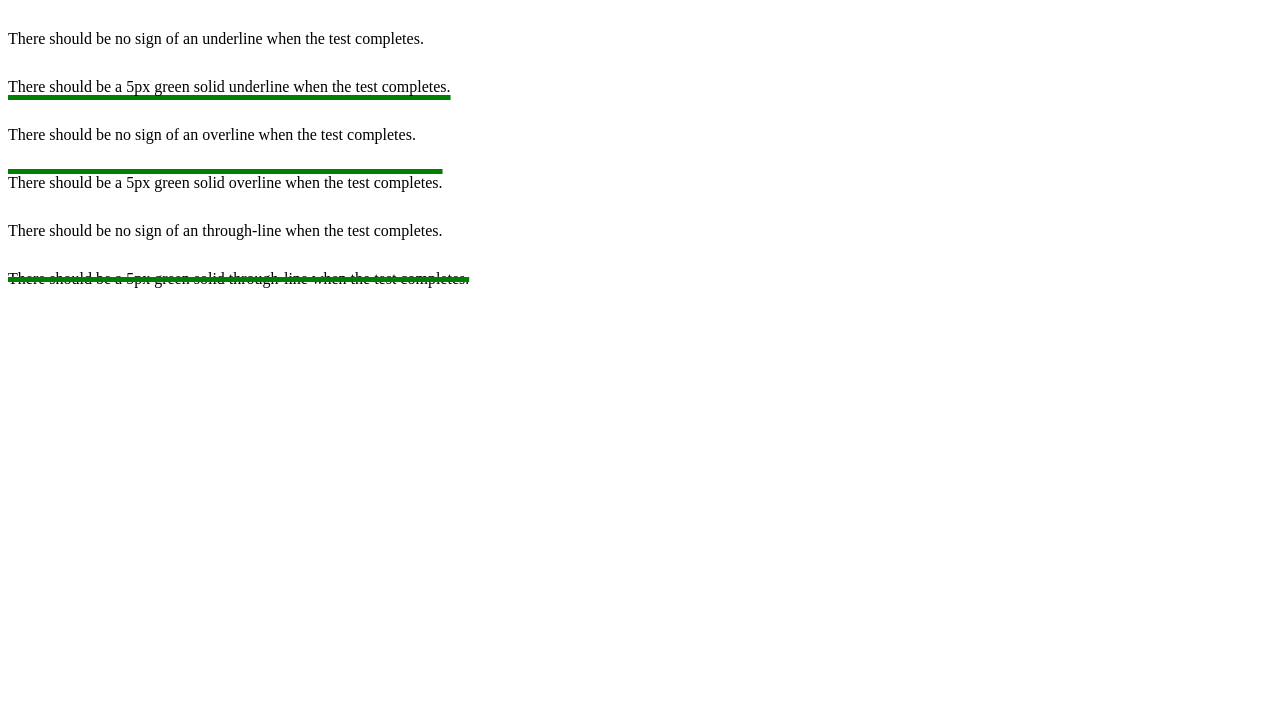 There should be no sign of an underline when the test completes.
There should be a 5px green solid underline when the test completes.
There should be no sign of an overline when the test completes.
There should be a 5px green solid overline when the test completes.
There should be no sign of an through-line when the test completes.
There should be a 5px green solid through-line when the test completes.